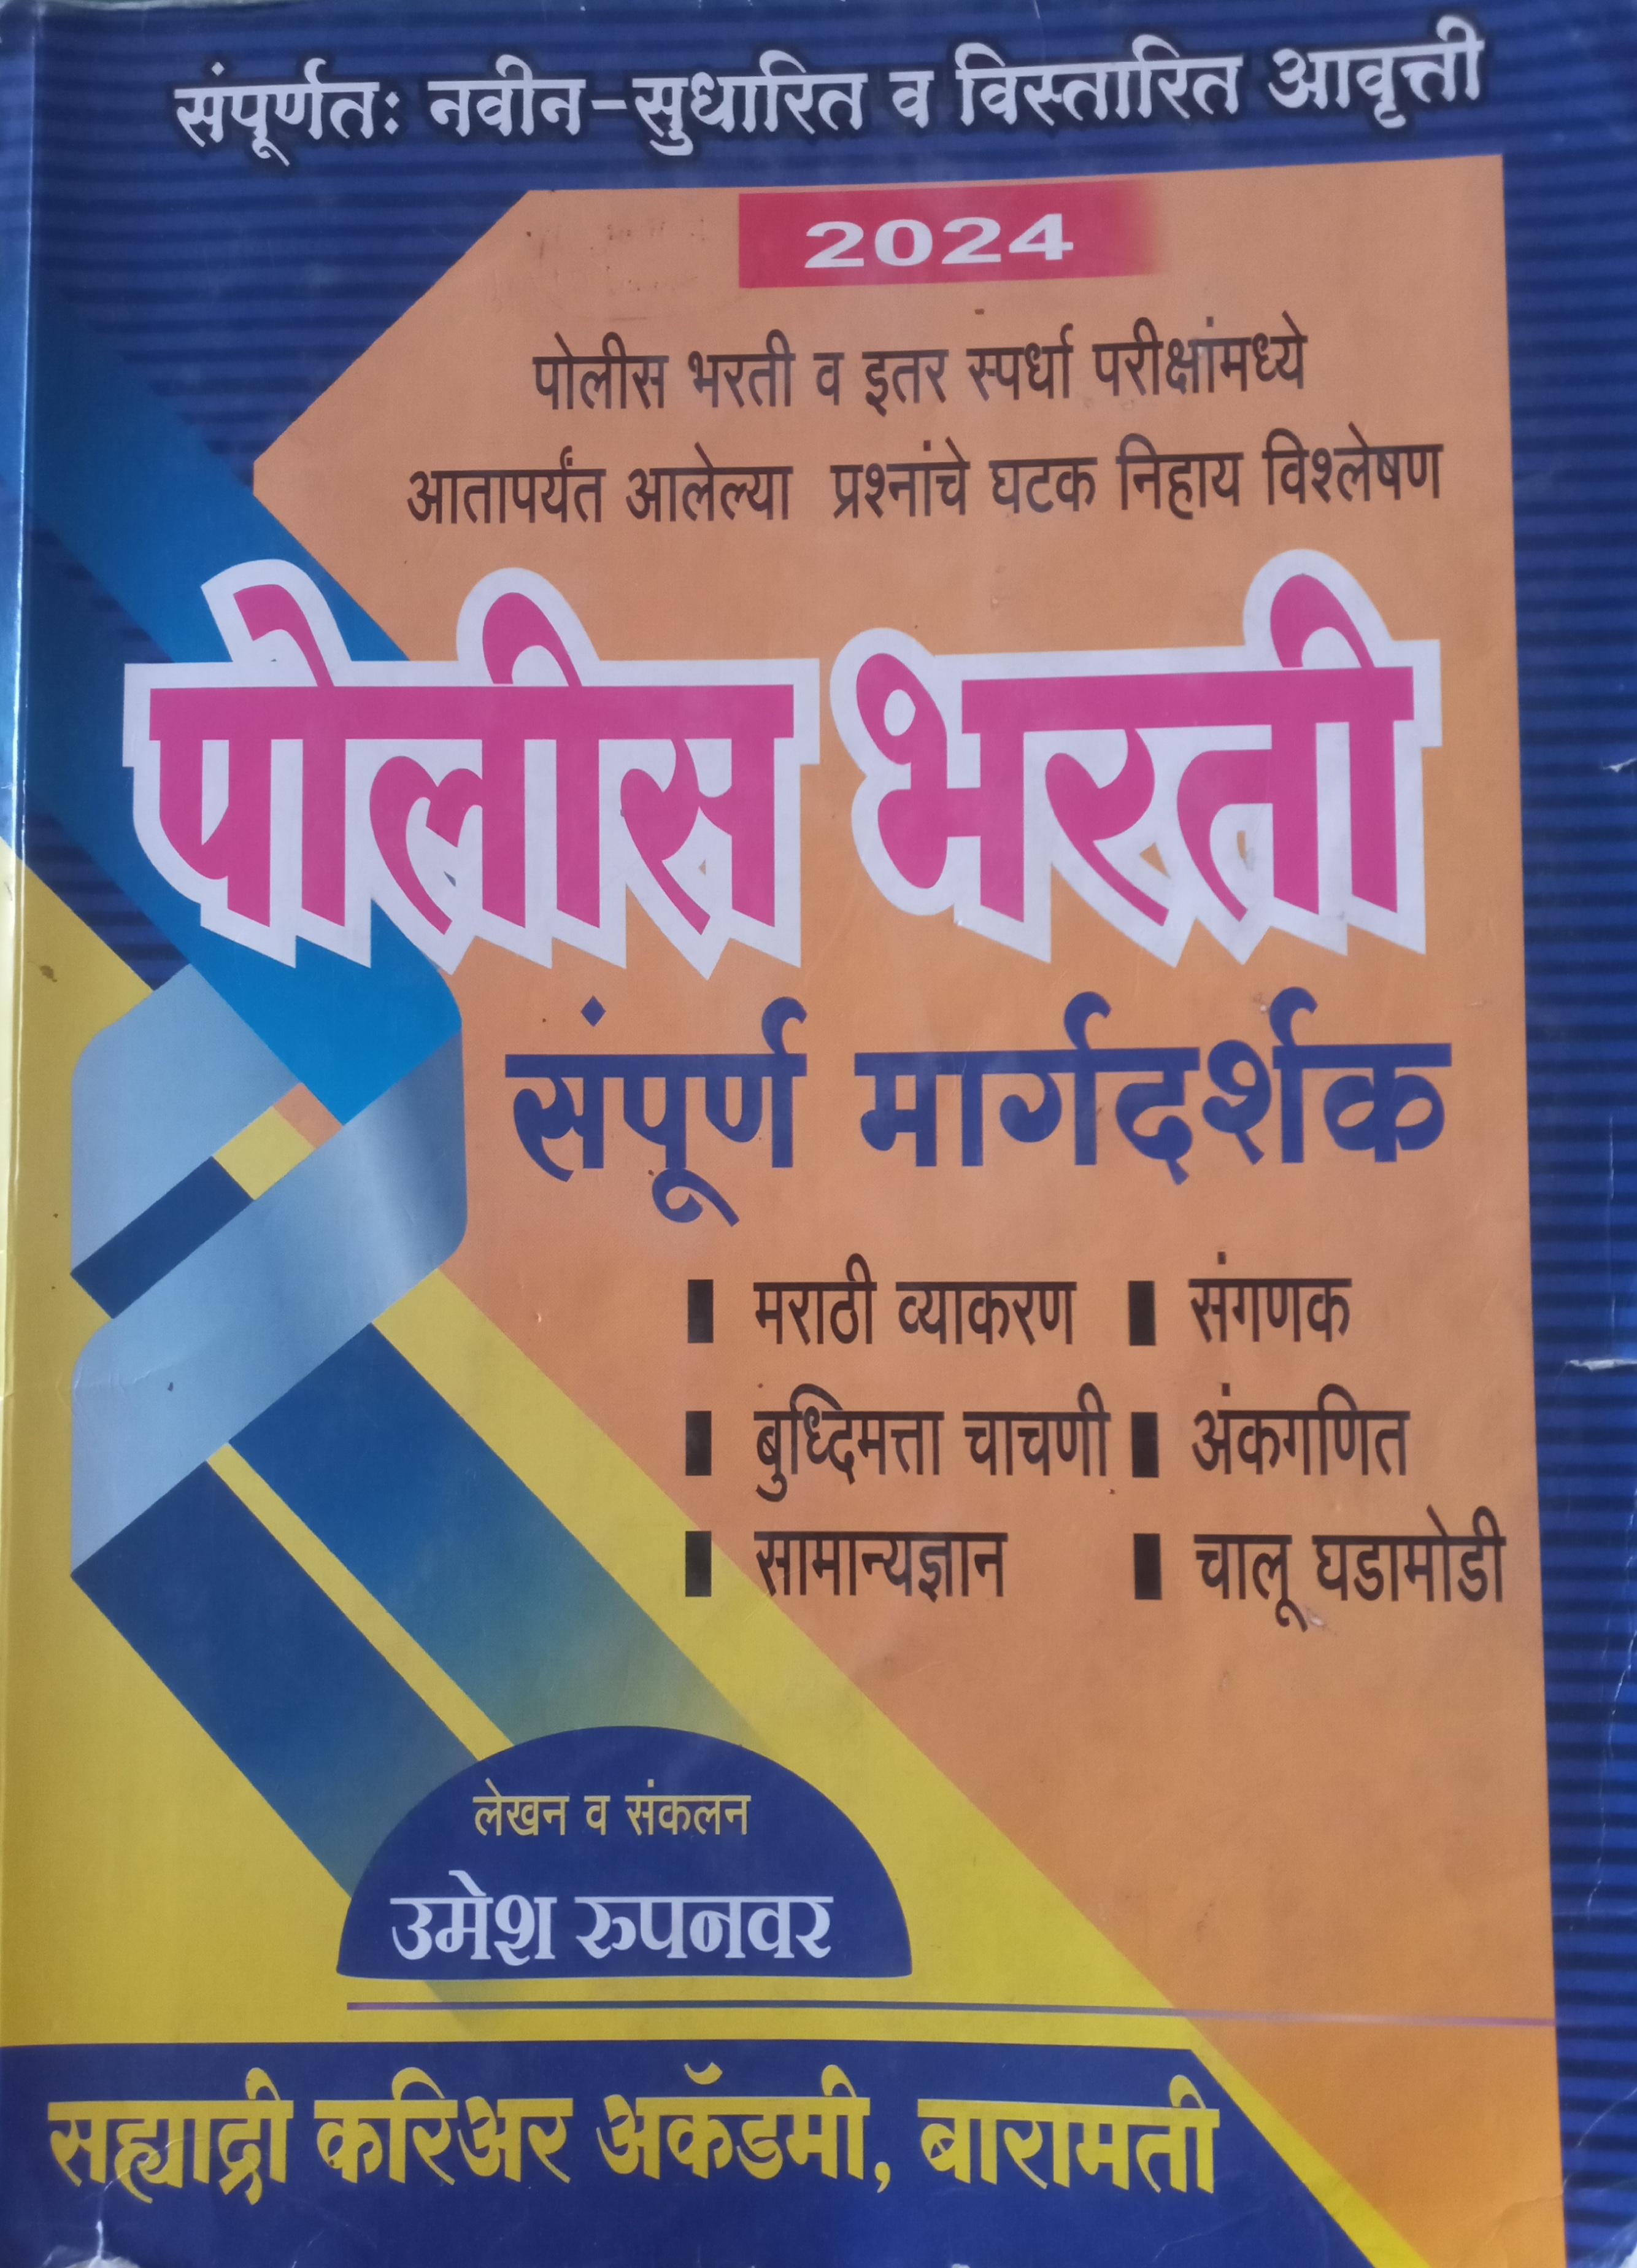 संपूर्णतः नवीन-सुधारित व विस्तारित आवृत्ती
2024
पोलीस भरती व इतर स्पर्धा परीक्षांमध्ये
आतापर्यंत आलेल्या प्रश्नांचे घटक निहाय विश्लेषण
पोलीस भरती
संपूर्ण मार्गदर्शक
▮ मराठी व्याकरण ▮ संगणक
▮ बुध्दिमत्ता चाचणी ▮ अंकगणित
▮ सामान्यज्ञान ▮ चालू घडामोडी
लेखन व संकलन
उमेश रुपनवर
सह्याद्री करिअर अकॅडमी, बारामती